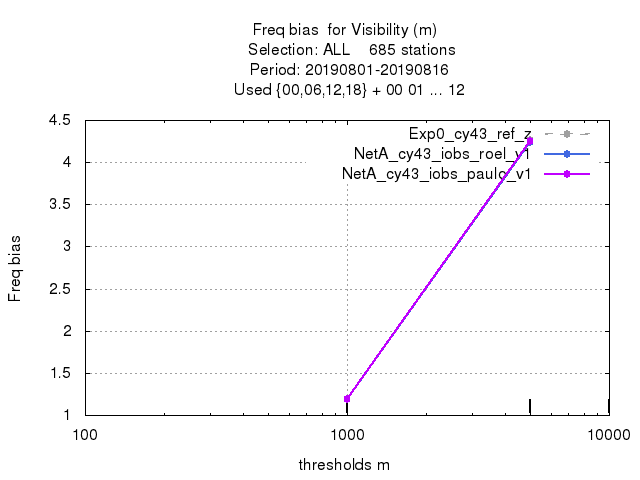 Freq bias  for Visibility (m)
Selection: ALL    685 stations
Period: 20190801-20190816
Used {00,06,12,18} + 00 01 ... 12
Exp0_cy43_ref_z
NetA_cy43_iobs_roel_v1
NetA_cy43_iobs_paulo_v1
4.5
4
3.5
3
2.5
2
1.5
1
Freq bias
100
1000
10000
thresholds m